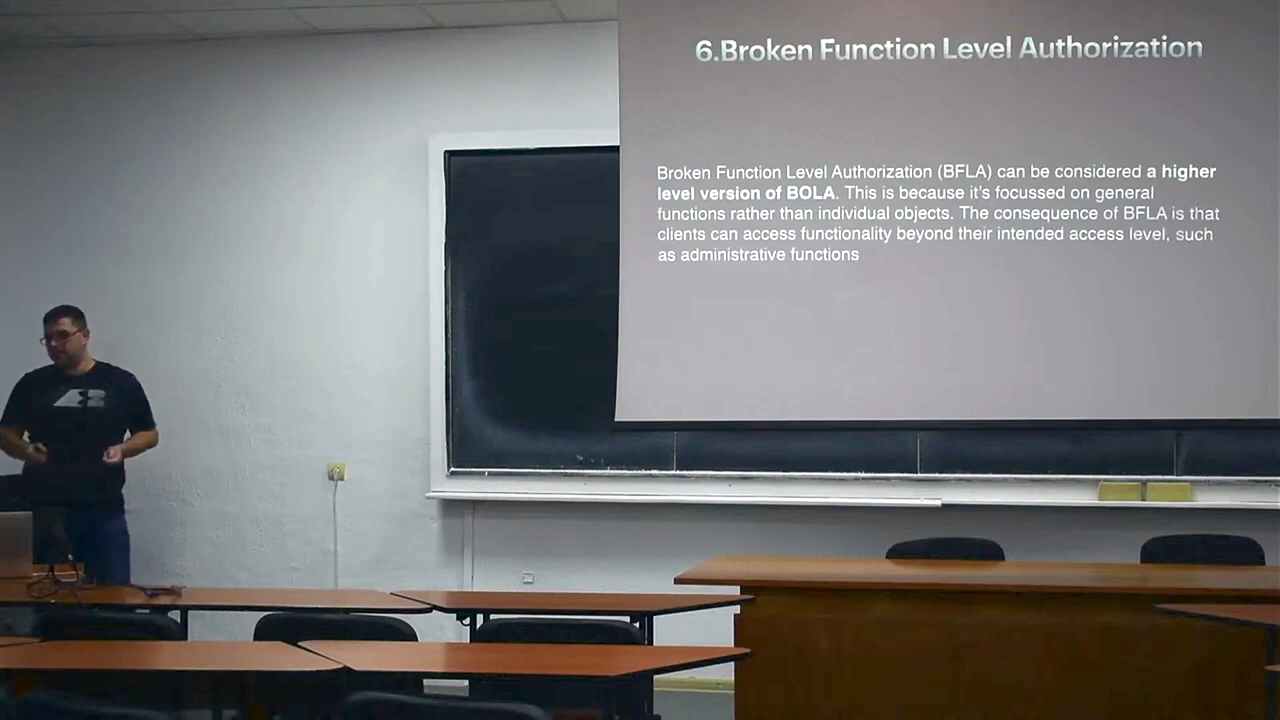 6.Broken Function Level Authorization
Broken Function Level Authorization (BFLA) can be considered a higher
level version of BOLA. This is because it's focussed on general
functions rather than individual objects. The consequence of BFLA is that
clients can access functionality beyond their intended access level, such
as administrative functions